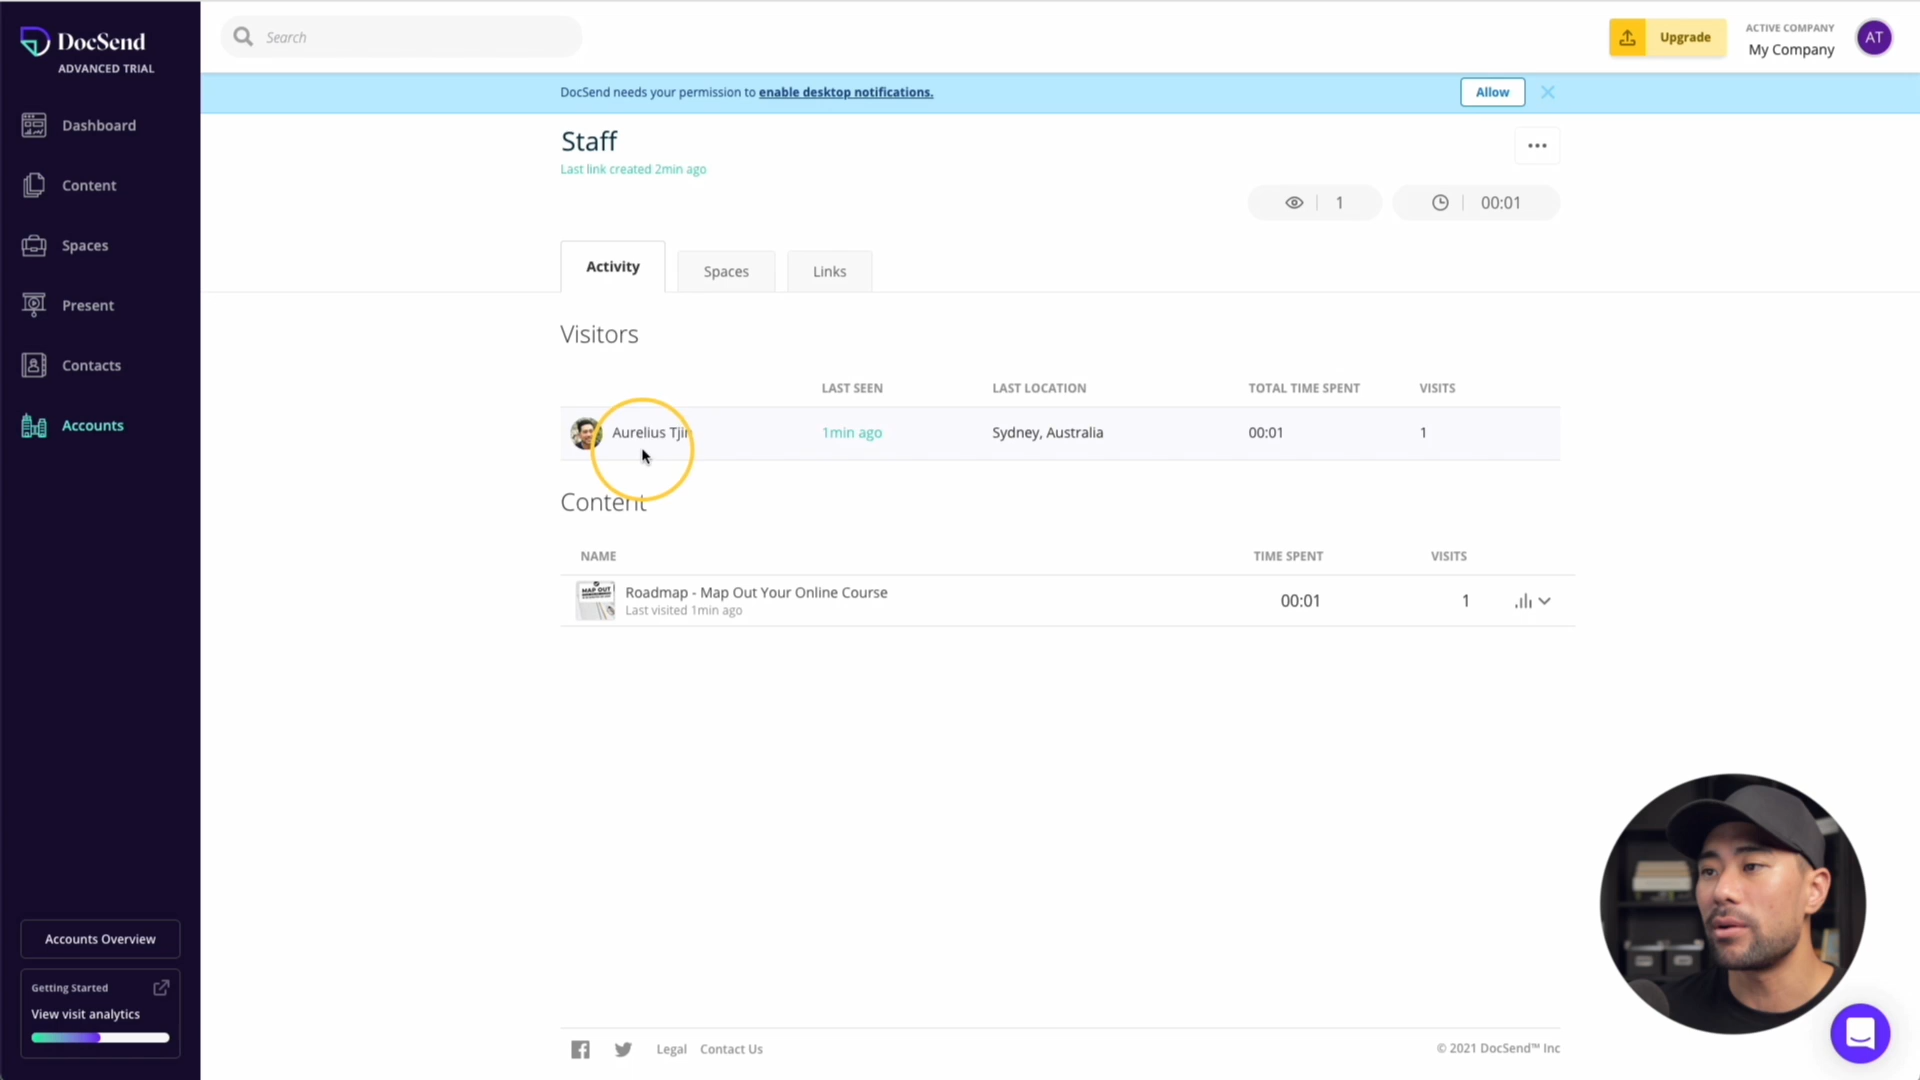 DocSend
ADVANCED TRIAL
Dashboard
Content
Spaces
Present
Contacts
Accounts
Accounts Overview
Getting Started
View visit analytics
Search
Upgrade
ACTIVE COMPANY
My Company
AT
DocSend needs your permission to enable desktop notifications.
Allow
Staff
Last link created 2min ago
1
00:01
Activity
Spaces
Links
Visitors
LAST SEEN
LAST LOCATION
TOTAL TIME SPENT
VISITS
Aurelius Tjin
1min ago
Sydney, Australia
00:01
1
Content
NAME
TIME SPENT
VISITS
MAP OUT
Roadmap - Map Out Your Online Course
Last visited 1min ago
00:01
1
Legal
Contact Us
© 2021 DocSend™ Inc